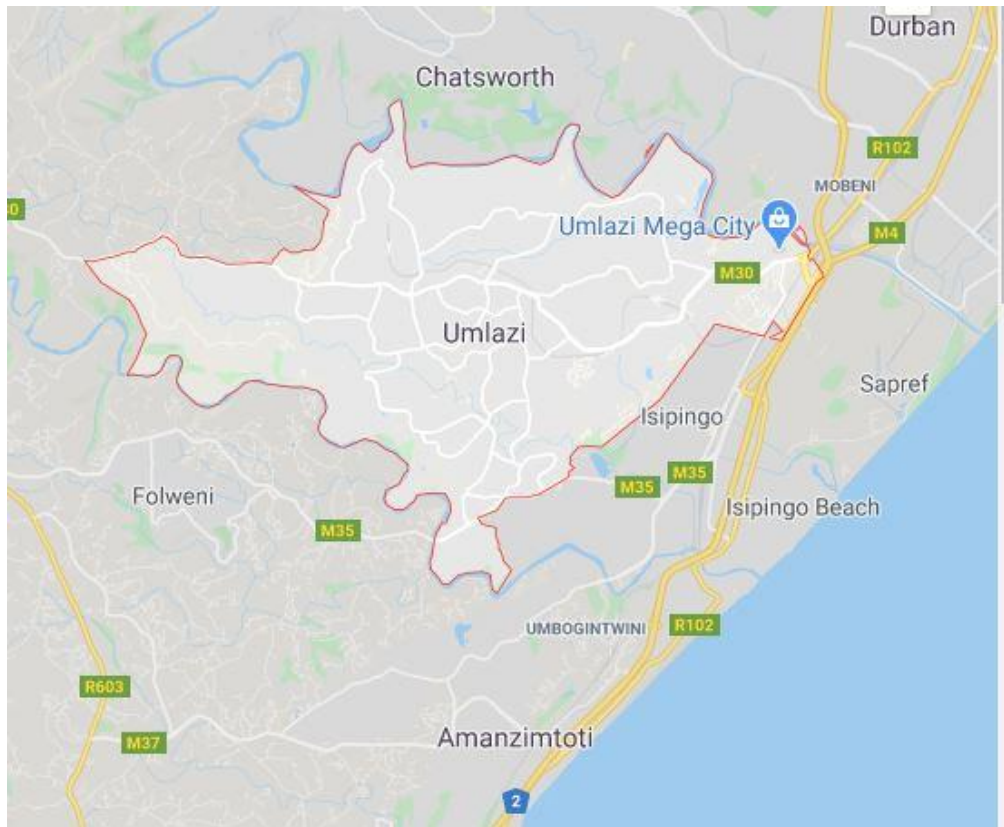 Durban
Chatsworth
R102
MOBENI
0
Umlazi Mega City
M4
M30
Umlazi
Sapref
Isipingo
M35
M35
Folweni
Isipingo Beach
M35
UMBOGINTWINI
R102
R603
Amanzimtoti
M37
2